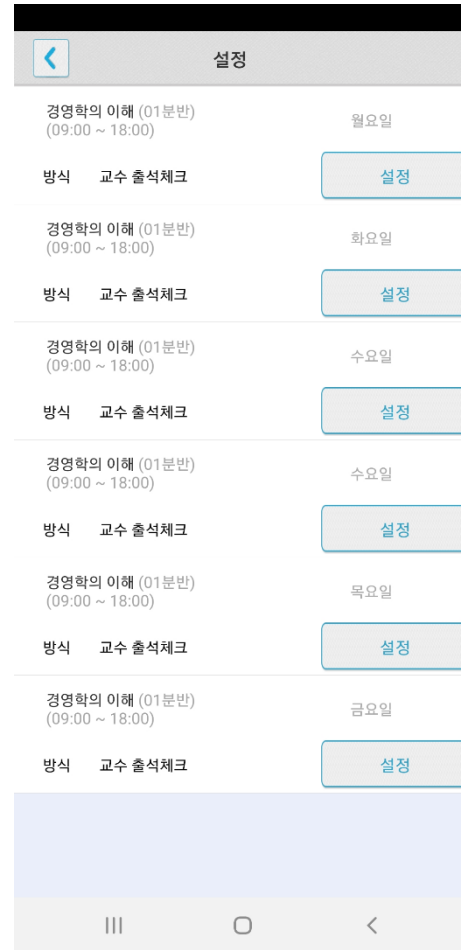 설정
경영학의 이해 (01분반) 월요일
(09:00 ~ 18:00)
방식 교수 출석체크 설정
경영학의 이해 (01분반) 화요일
(09:00 ~ 18:00)
방식 교수 출석체크 설정
경영학의 이해 (01분반) 수요일
(09:00 ~ 18:00)
방식 교수 출석체크 설정
경영학의 이해 (01분반) 수요일
(09:00 ~ 18:00)
방식 교수 출석체크 설정
경영학의 이해 (01분반) 목요일
(09:00 ~ 18:00)
방식 교수 출석체크 설정
경영학의 이해 (01분반) 금요일
(09:00 ~ 18:00)
방식 교수 출석체크 설정